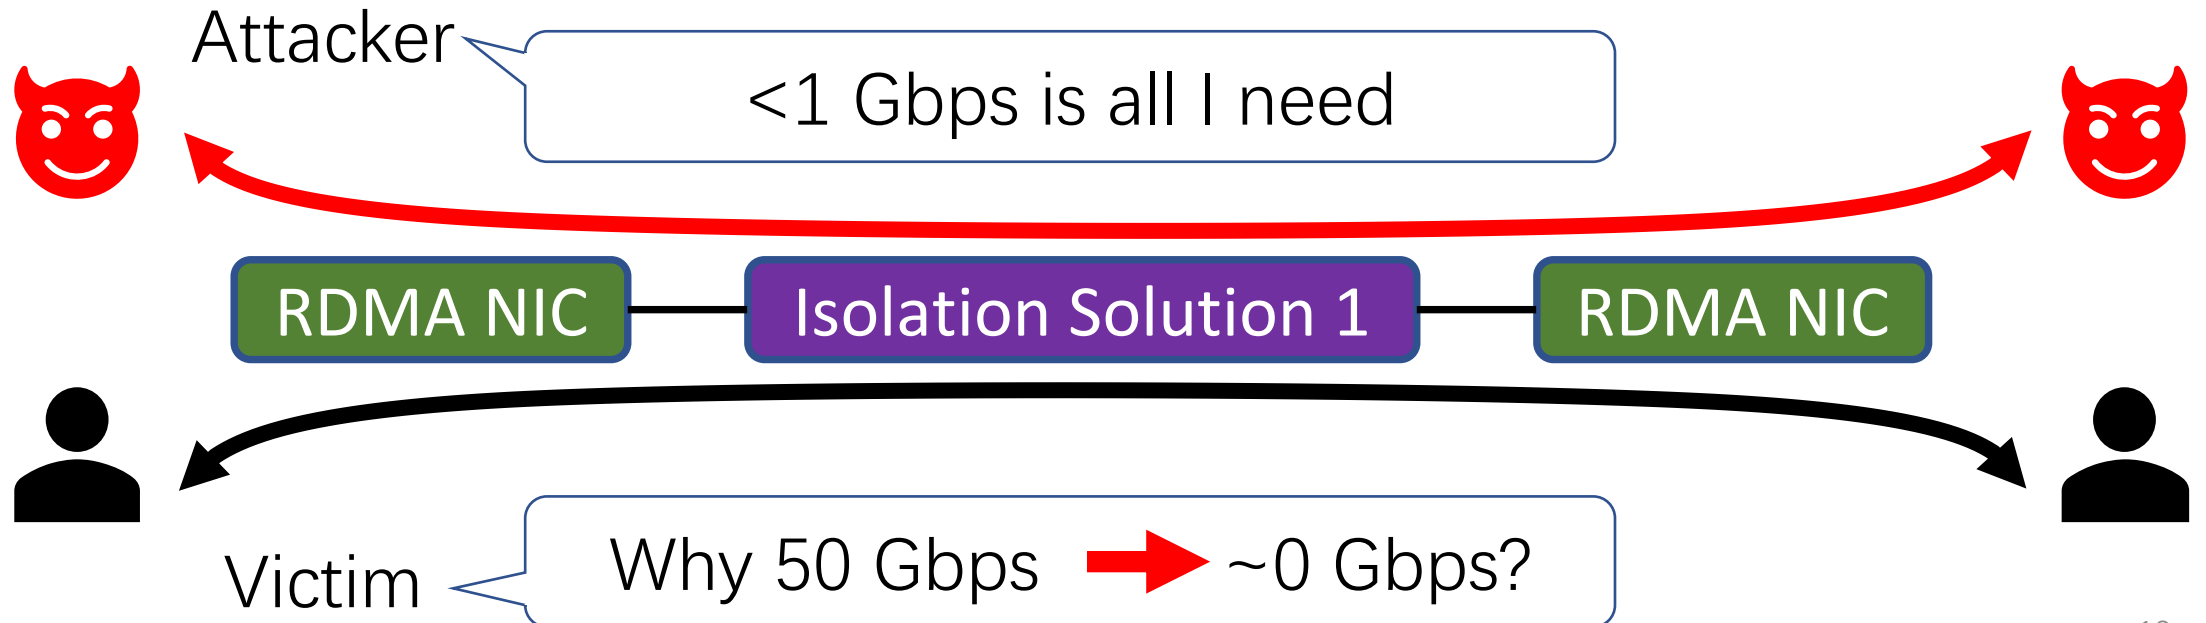 Attacker
<1 Gbps is all I need
RDMA NIC
Isolation Solution 1
RDMA NIC
Why 50 Gbps ~0 Gbps?
Victim